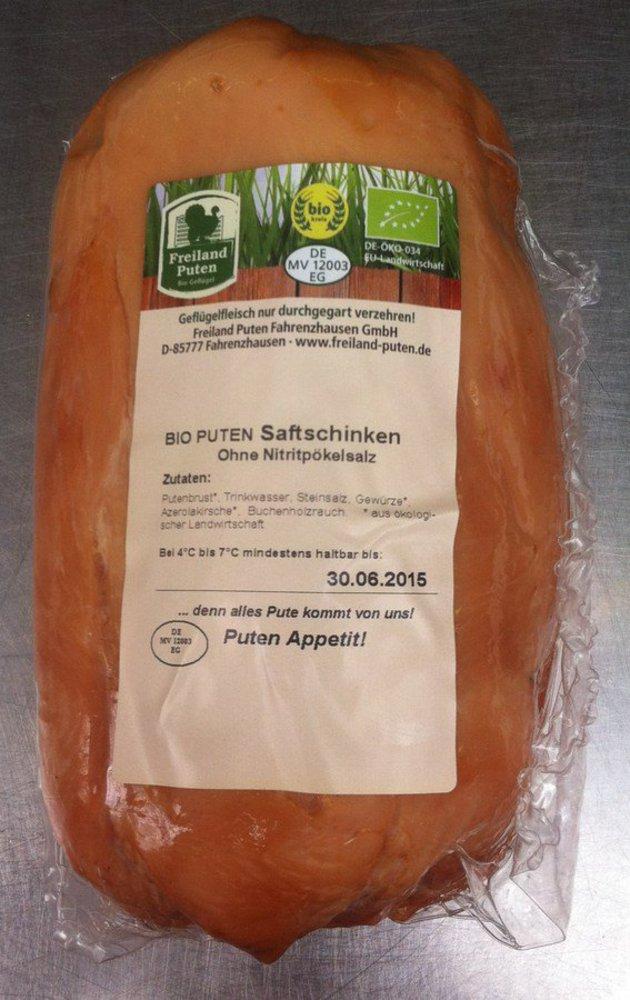 Freiland
Puten
Bio Geflügel
bio
kreis
DE
MV 12003
EG
DE-ÖKO-034
EU-Landwirtschaft
Geflügelfleisch nur durchgegart verzehren!
Freiland Puten Fahrenzhausen GmbH
D-85777 Fahrenzhausen · www.freiland-puten.de
BIO PUTEN Saftschinken
Ohne Nitritpökelsalz
Zutaten:
Putenbrust*, Trinkwasser, Steinsalz, Gewürze*,
Azerolakirsche*, Buchenholzrauch. * aus ökologi-
scher Landwirtschaft
Bei 4°C bis 7°C mindestens haltbar bis:
30.06.2015
... denn alles Pute kommt von uns!
DE
MV 12003
EG
Puten Appetit!